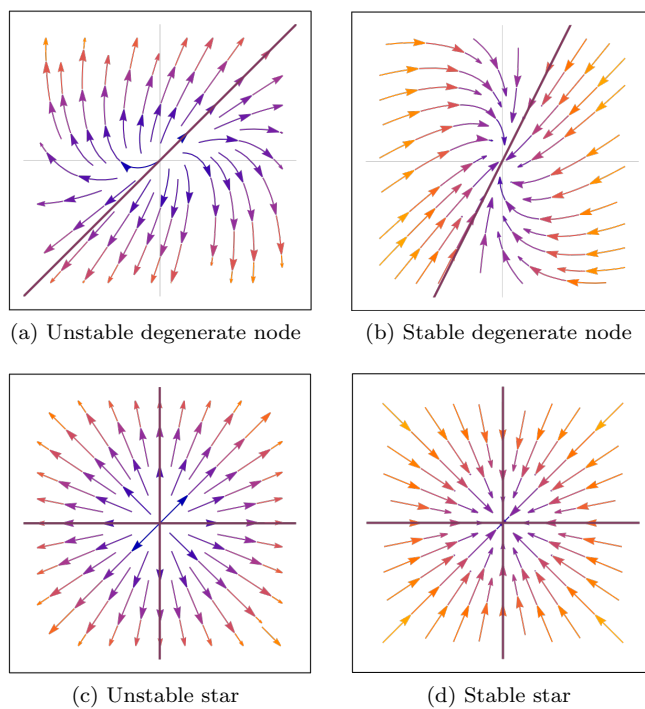 (a) Unstable degenerate node
(b) Stable degenerate node
(c) Unstable star
(d) Stable star